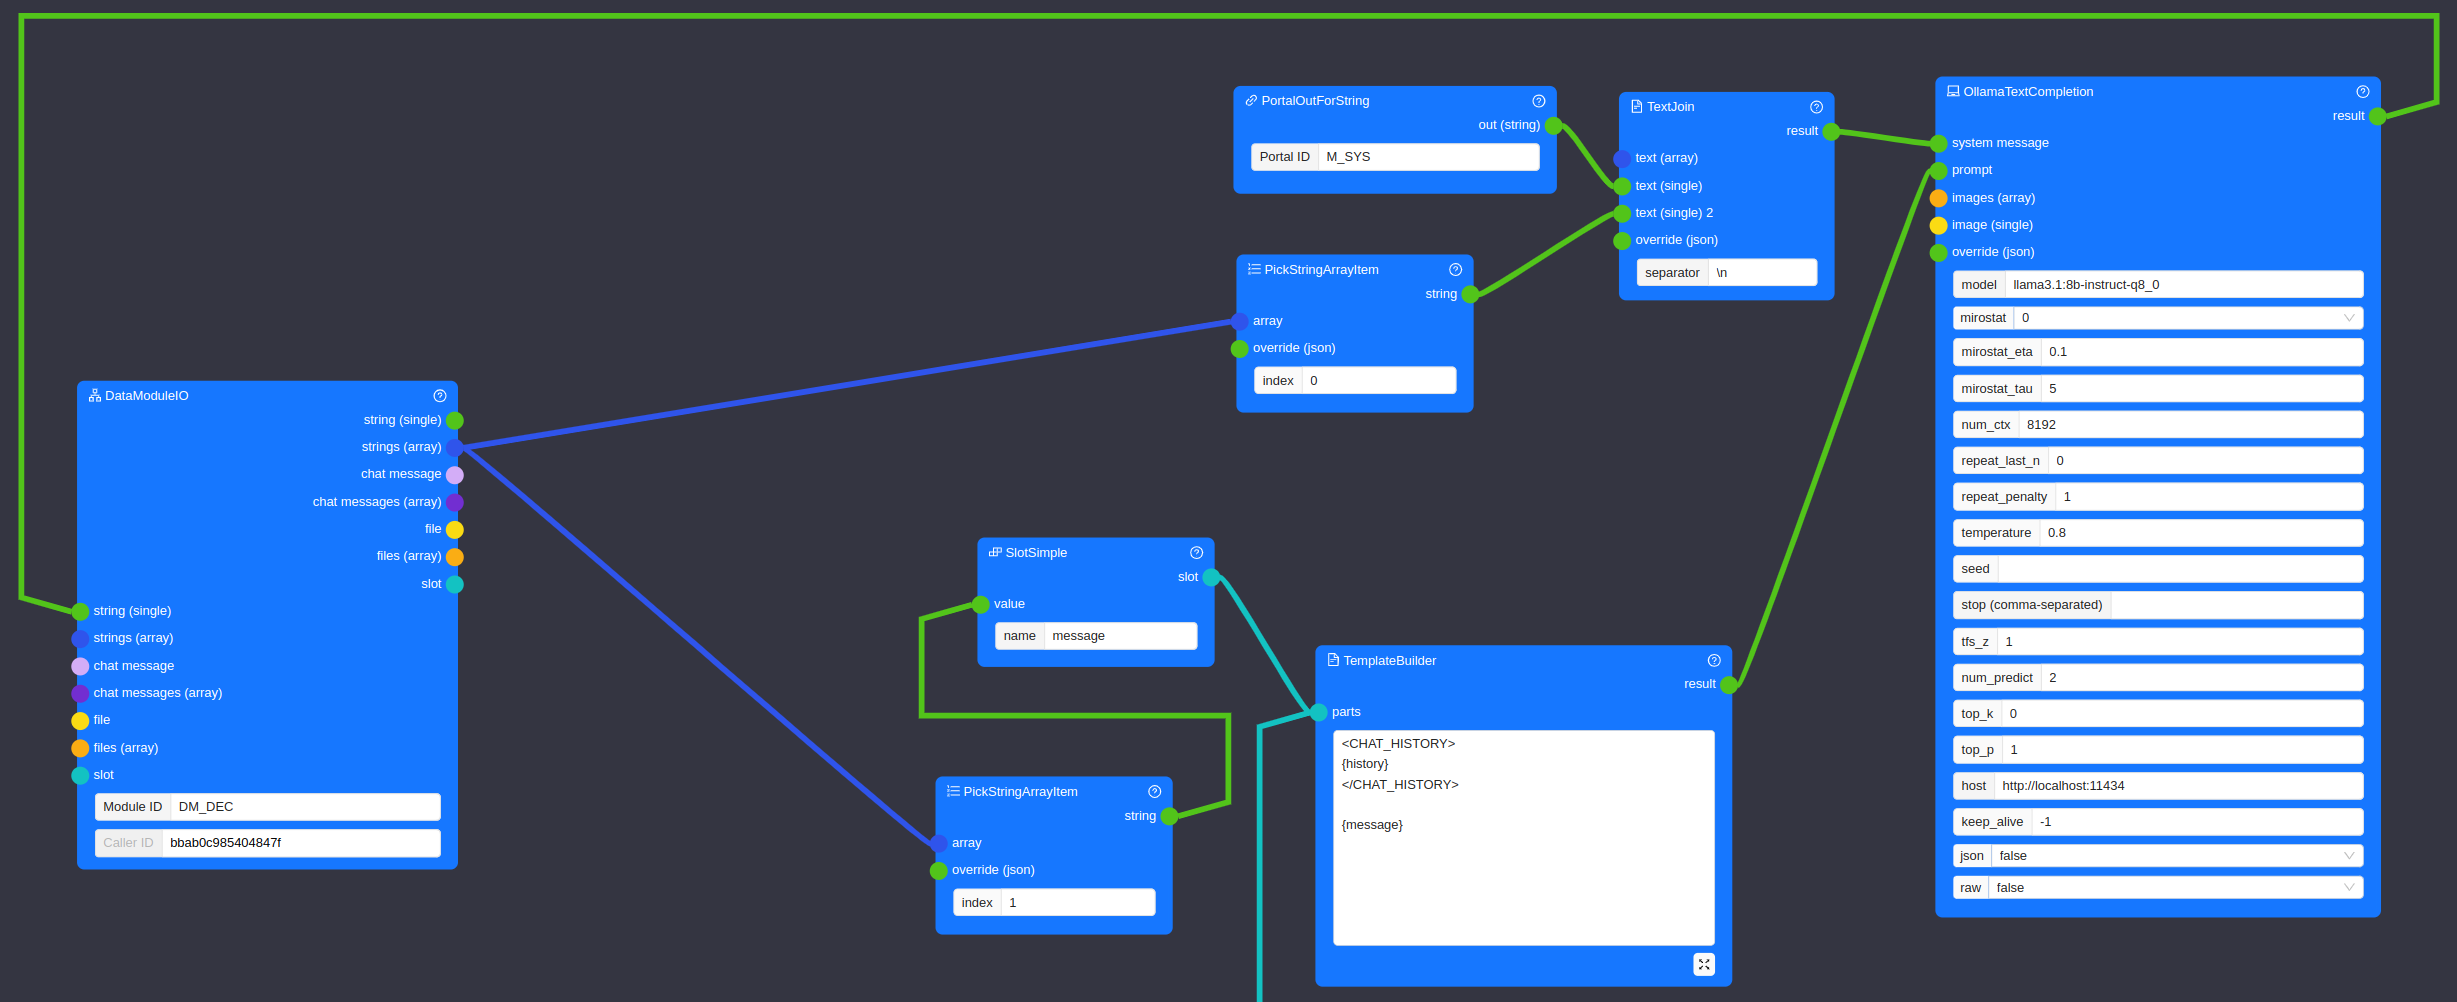 DataModuleIO
string (single)
strings (array)
chat message
chat messages (array)
file
files (array)
slot
string (single)
strings (array)
chat message
chat messages (array)
file
files (array)
slot
Module ID DM_DEC
Caller ID bbab0c985404847f
PortalOutForString
out (string)
Portal ID M_SYS
PickStringArrayItem
string
array
override (json)
index 0
SlotSimple
slot
value
name message
PickStringArrayItem
string
array
override (json)
index 1
TemplateBuilder
result
parts
<CHAT_HISTORY>
{history}
</CHAT_HISTORY>
{message}
TextJoin
result
text (array)
text (single)
text (single) 2
override (json)
separator \n
OllamaTextCompletion
result
system message
prompt
images (array)
image (single)
override (json)
model llama3.1:8b-instruct-q8_0
mirostat 0
mirostat_eta 0.1
mirostat_tau 5
num_ctx 8192
repeat_last_n 0
repeat_penalty 1
temperature 0.8
seed
stop (comma-separated)
tfs_z 1
num_predict 2
top_k 0
top_p 1
host http://localhost:11434
keep_alive -1
json false
raw false